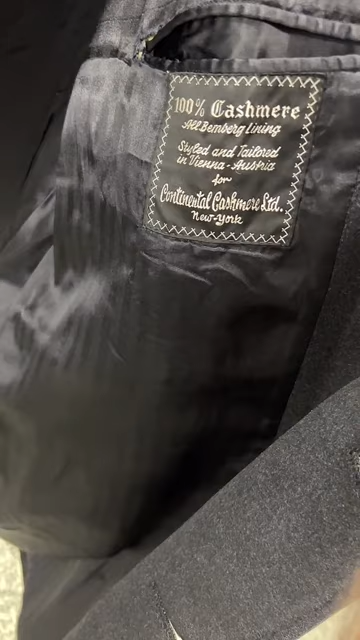 100% Cashmere
All Bemberg lining
Styled and Tailored
in Vienna-Austria
for
Continental Cashmere Ltd.
New-York